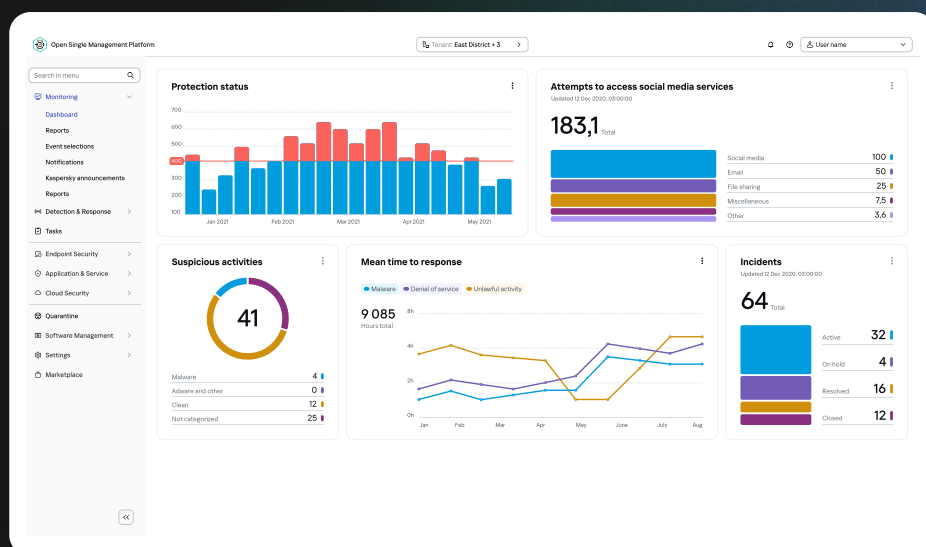 Open Single Management Platform
Tenant: East District + 3
User name
Search in menu
Monitoring
Dashboard
Reports
Event selections
Notifications
Kaspersky announcements
Reports
Detection & Response
Tasks
Endpoint Security
Application & Service
Cloud Security
Quarantine
Software Management
Settings
Marketplace
Protection status
700
600
500
400
300
200
100
Jan 2021 Feb 2021 Mar 2021 Apr 2021 May 2021
Attempts to access social media services
Updated 12 Dec 2020, 03:00:00
183,1 Total
Social media 100
Email 50
File sharing 25
Miscellaneous 7,5
Other 3,6
Suspicious activities
41
Malware 4
Adware and other 0
Clean 12
Not categorized 25
Mean time to response
Malware Denial of service Unlawful activity
9 085
Hours total
8h
4h
2h
0h
Jan Feb Mar Apr May June July Aug
Incidents
Updated 12 Dec 2020, 03:00:00
64 Total
Active 32
On hold 4
Resolved 16
Closed 12